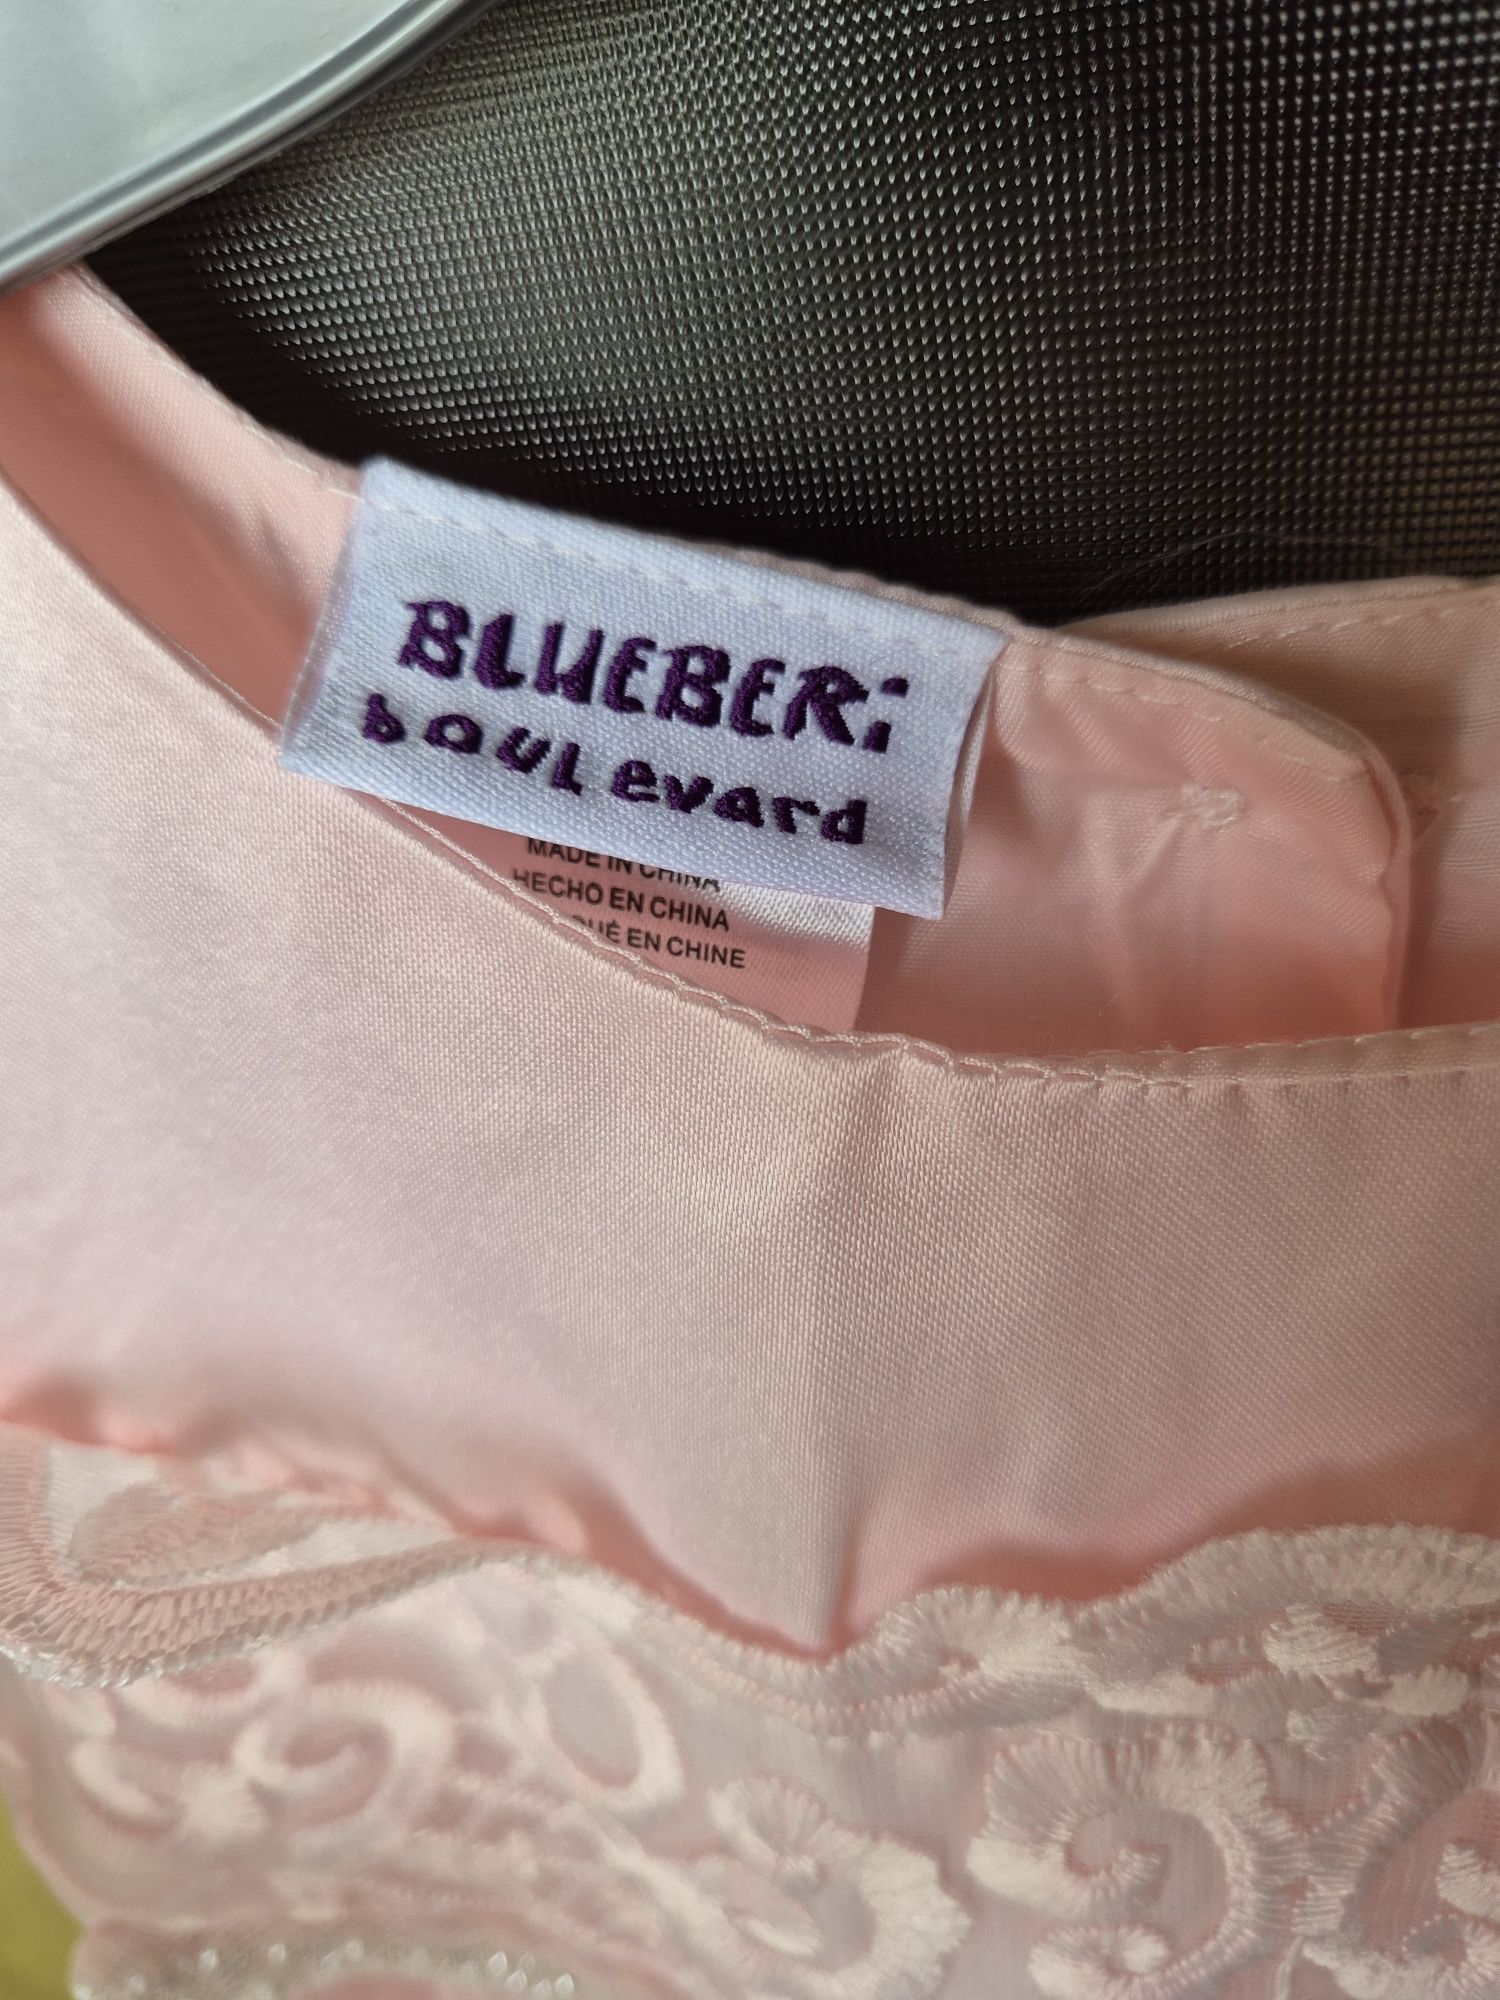 BLUEBERi
boulevard
MADE IN CHINA
HECHO EN CHINA
EN CHINE